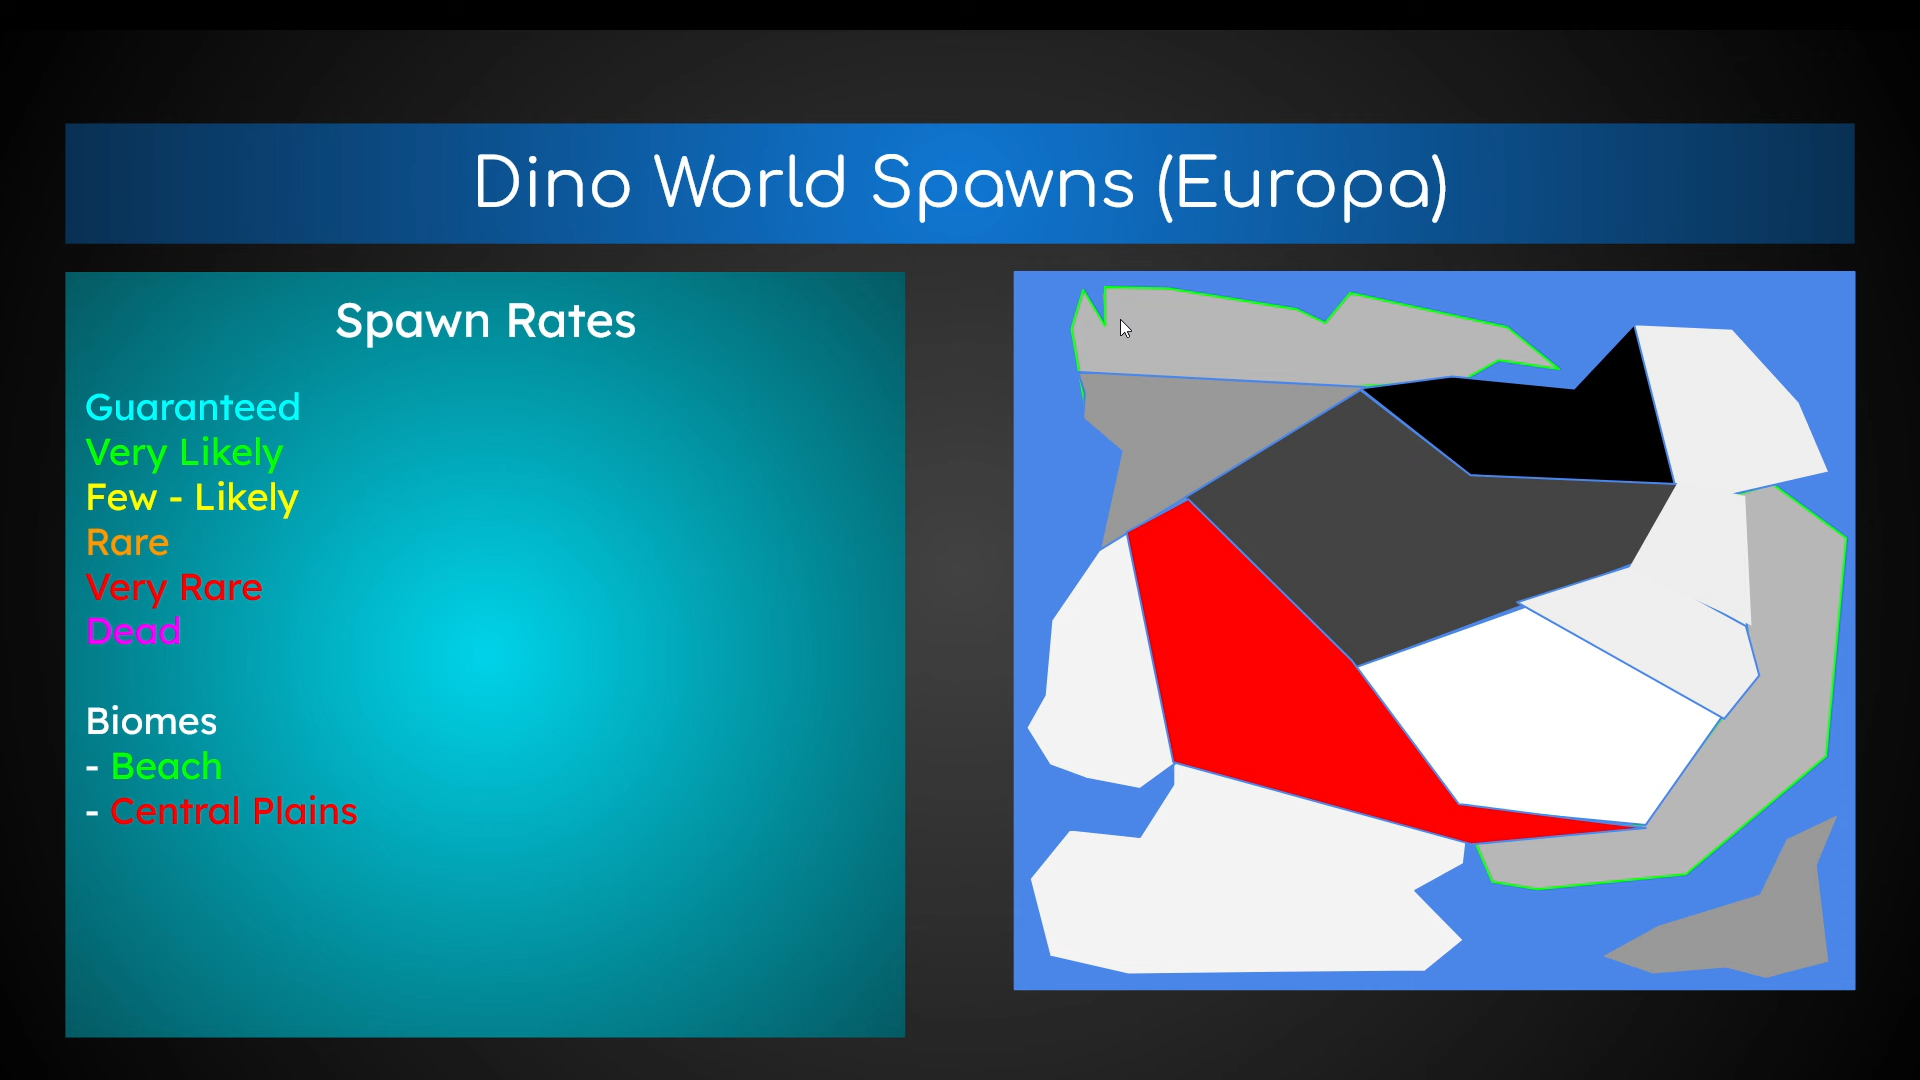 Dino World Spawns (Europa)
Spawn Rates
Guaranteed
Very Likely
Few - Likely
Rare
Very Rare
Dead
Biomes
- Beach
- Central Plains